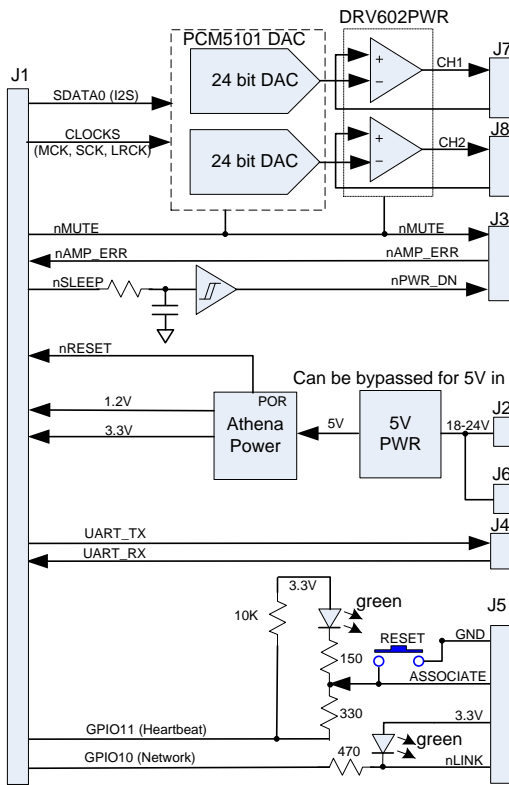 DRV602PWR
PCM5101 DAC
J7
J1
24 bit DAC
+
−
CH1
SDATA0 (I2S)
J8
CLOCKS
(MCK, SCK, LRCK)
24 bit DAC
+
−
CH2
J3
nMUTE
nMUTE
nAMP_ERR
nAMP_ERR
nSLEEP
nPWR_DN
nRESET
Can be bypassed for 5V in
POR
J2
1.2V
Athena
Power
5V
5V
PWR
18-24V
3.3V
J6
J4
UART_TX
UART_RX
3.3V
green
J5
10K
RESET
GND
150
ASSOCIATE
330
3.3V
GPIO11 (Heartbeat)
green
GPIO10 (Network)
470
nLINK